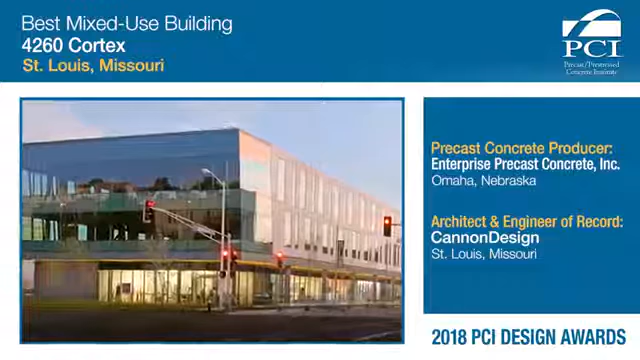 Best Mixed-Use Building
4260 Cortex
St. Louis, Missouri
PCI
Precast/Prestressed
Concrete Institute
Precast Concrete Producer:
Enterprise Precast Concrete, Inc.
Omaha, Nebraska
Architect & Engineer of Record:
CannonDesign
St. Louis, Missouri
2018 PCI DESIGN AWARDS